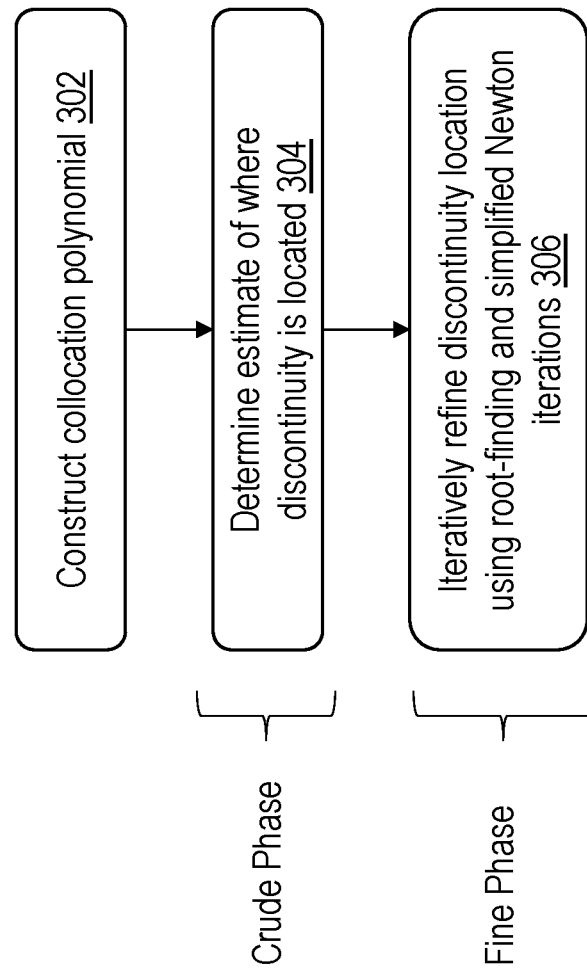 Construct collocation polynomial 302
Crude Phase
Determine estimate of where
discontinuity is located 304
Fine Phase
Iteratively refine discontinuity location
using root-finding and simplified Newton
iterations 306